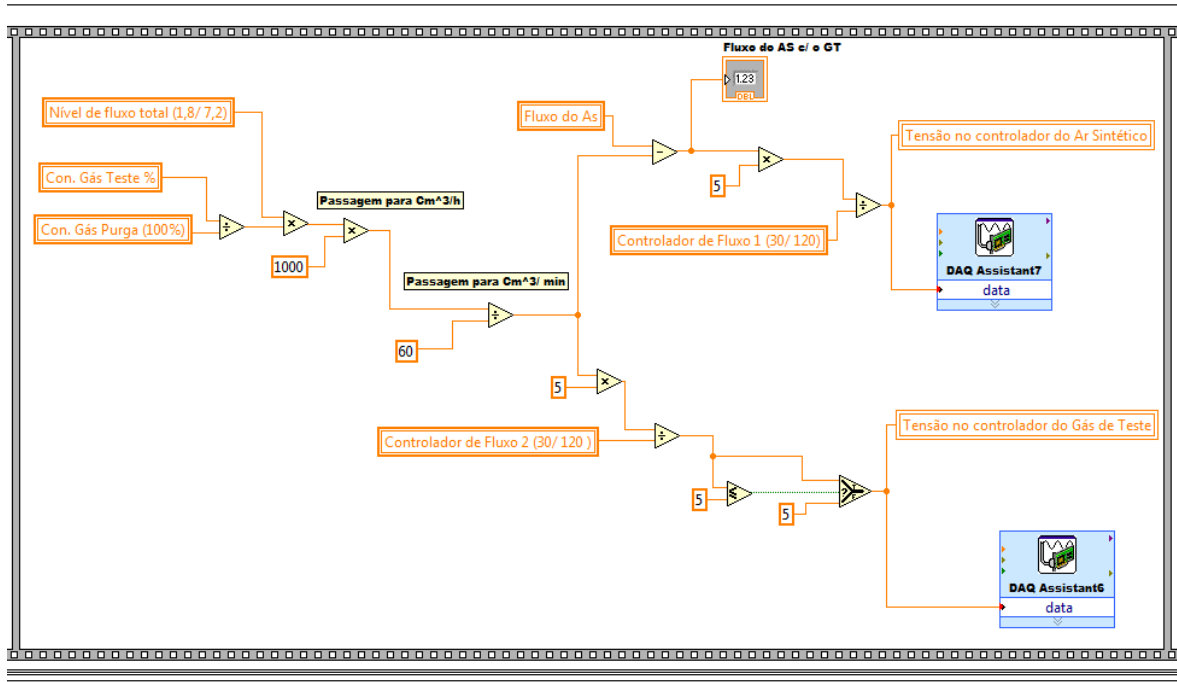 Fluxo do AS c/ o GT
1.23
DBL
Nível de fluxo total (1,8/ 7,2)
Fluxo do As
Tensão no controlador do Ar Sintético
-
×
5
Con. Gás Teste %
Passagem para Cm^3/h
÷
Con. Gás Purga (100%)
÷
×
×
Controlador de Fluxo 1 (30/ 120)
1000
DAQ Assistant7
data
Passagem para Cm^3/ min
÷
60
×
5
Controlador de Fluxo 2 (30/ 120 )
÷
Tensão no controlador do Gás de Teste
5
≤
?
T
F
5
DAQ Assistant6
data